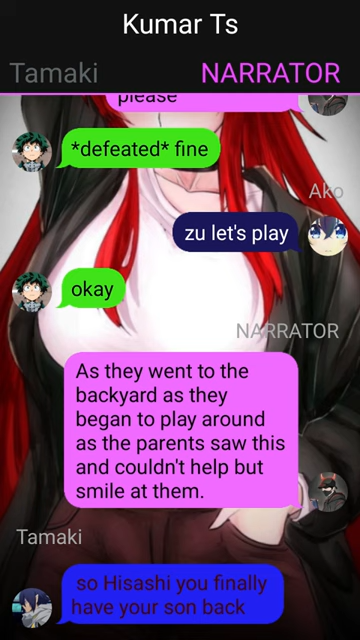 Kumar Ts
Tamaki NARRATOR
please
*defeated* fine
Ako
zu let's play
okay
NARRATOR
As they went to the
backyard as they
began to play around
as the parents saw this
and couldn't help but
smile at them.
Tamaki
so Hisashi you finally
have your son back